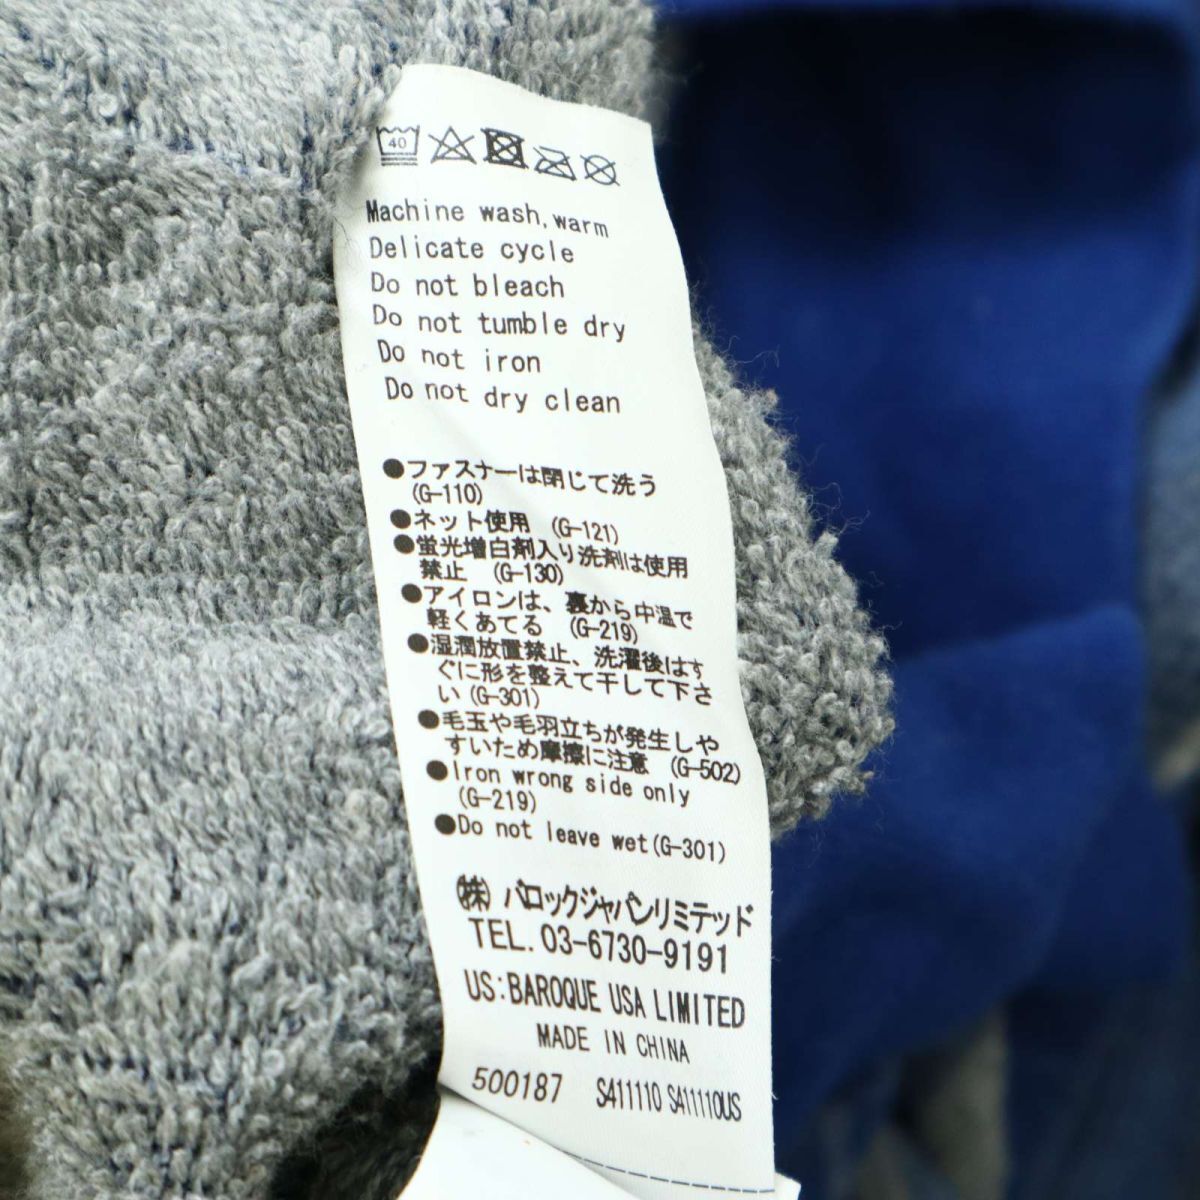 40
Machine wash, warm
Delicate cycle
Do not bleach
Do not tumble dry
Do not iron
Do not dry clean
●ファスナーは閉じて洗う
(G-110)
●ネット使用 (G-121)
●蛍光増白剤入り洗剤は使用
禁止 (G-130)
●アイロンは、裏から中温で
軽くあてる (G-219)
●湿潤放置禁止、洗濯後はす
ぐに形を整えて干して下さ
い(G-301)
●毛玉や毛羽立ちが発生しや
すいため摩擦に注意 (G-502)
●Iron wrong side only
(G-219)
●Do not leave wet(G-301)
㈱ バロックジャパンリミテッド
TEL. 03-6730-9191
US:BAROQUE USA LIMITED
MADE IN CHINA
500187 S411110 S411110US